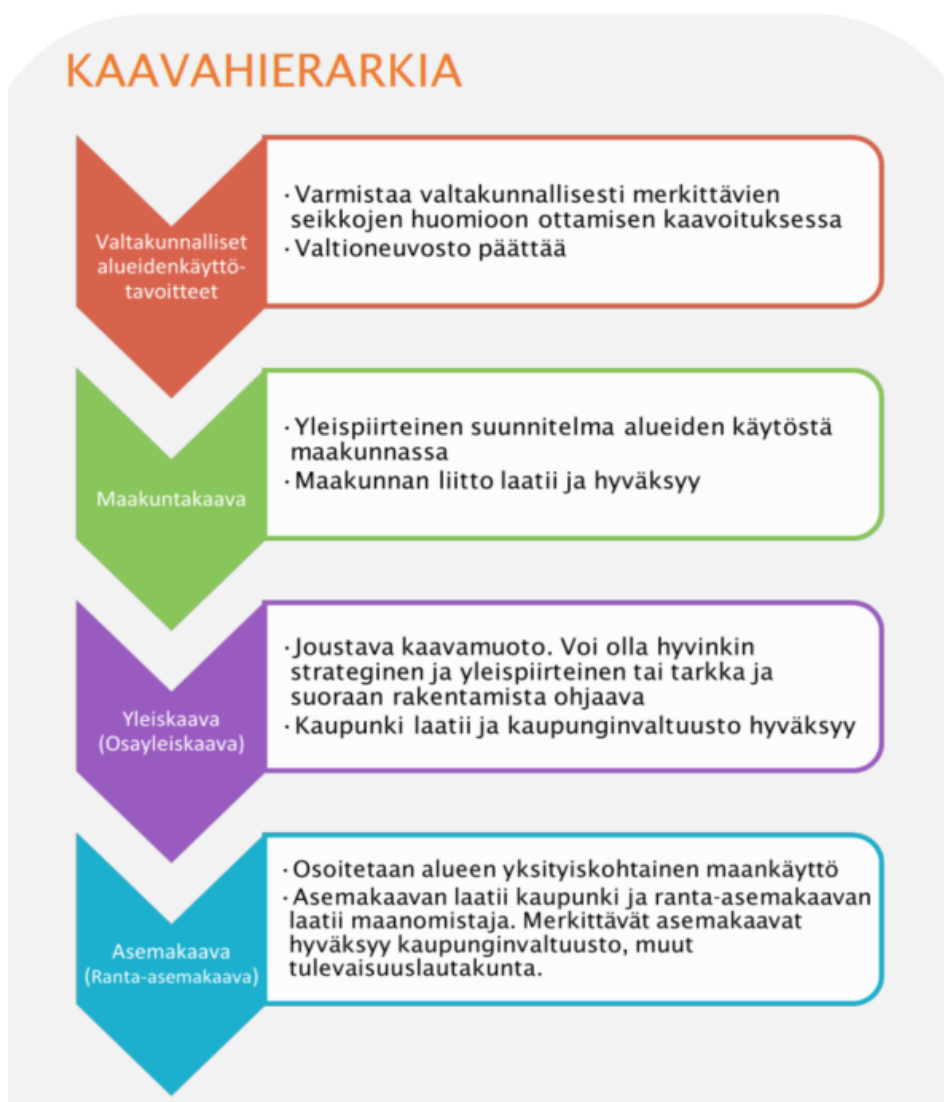 KAAVAHIERARKIA
Valtakunnalliset
alueidenkäyttö-
tavoitteet
· Varmistaa valtakunnallisesti merkittävien
seikkojen huomioon ottamisen kaavoituksessa
· Valtioneuvosto päättää
Maakuntakaava
· Yleispiirteinen suunnitelma alueiden käytöstä
maakunnassa
· Maakunnan liitto laatii ja hyväksyy
Yleiskaava
(Osayleiskaava)
· Joustava kaavamuoto. Voi olla hyvinkin
strateginen ja yleispiirteinen tai tarkka ja
suoraan rakentamista ohjaava
· Kaupunki laatii ja kaupunginvaltuusto hyväksyy
Asemakaava
(Ranta-asemakaava)
· Osoitetaan alueen yksityiskohtainen maankäyttö
· Asemakaavan laatii kaupunki ja ranta-asemakaavan
laatii maanomistaja. Merkittävät asemakaavat
hyväksyy kaupunginvaltuusto, muut
tulevaisuuslautakunta.